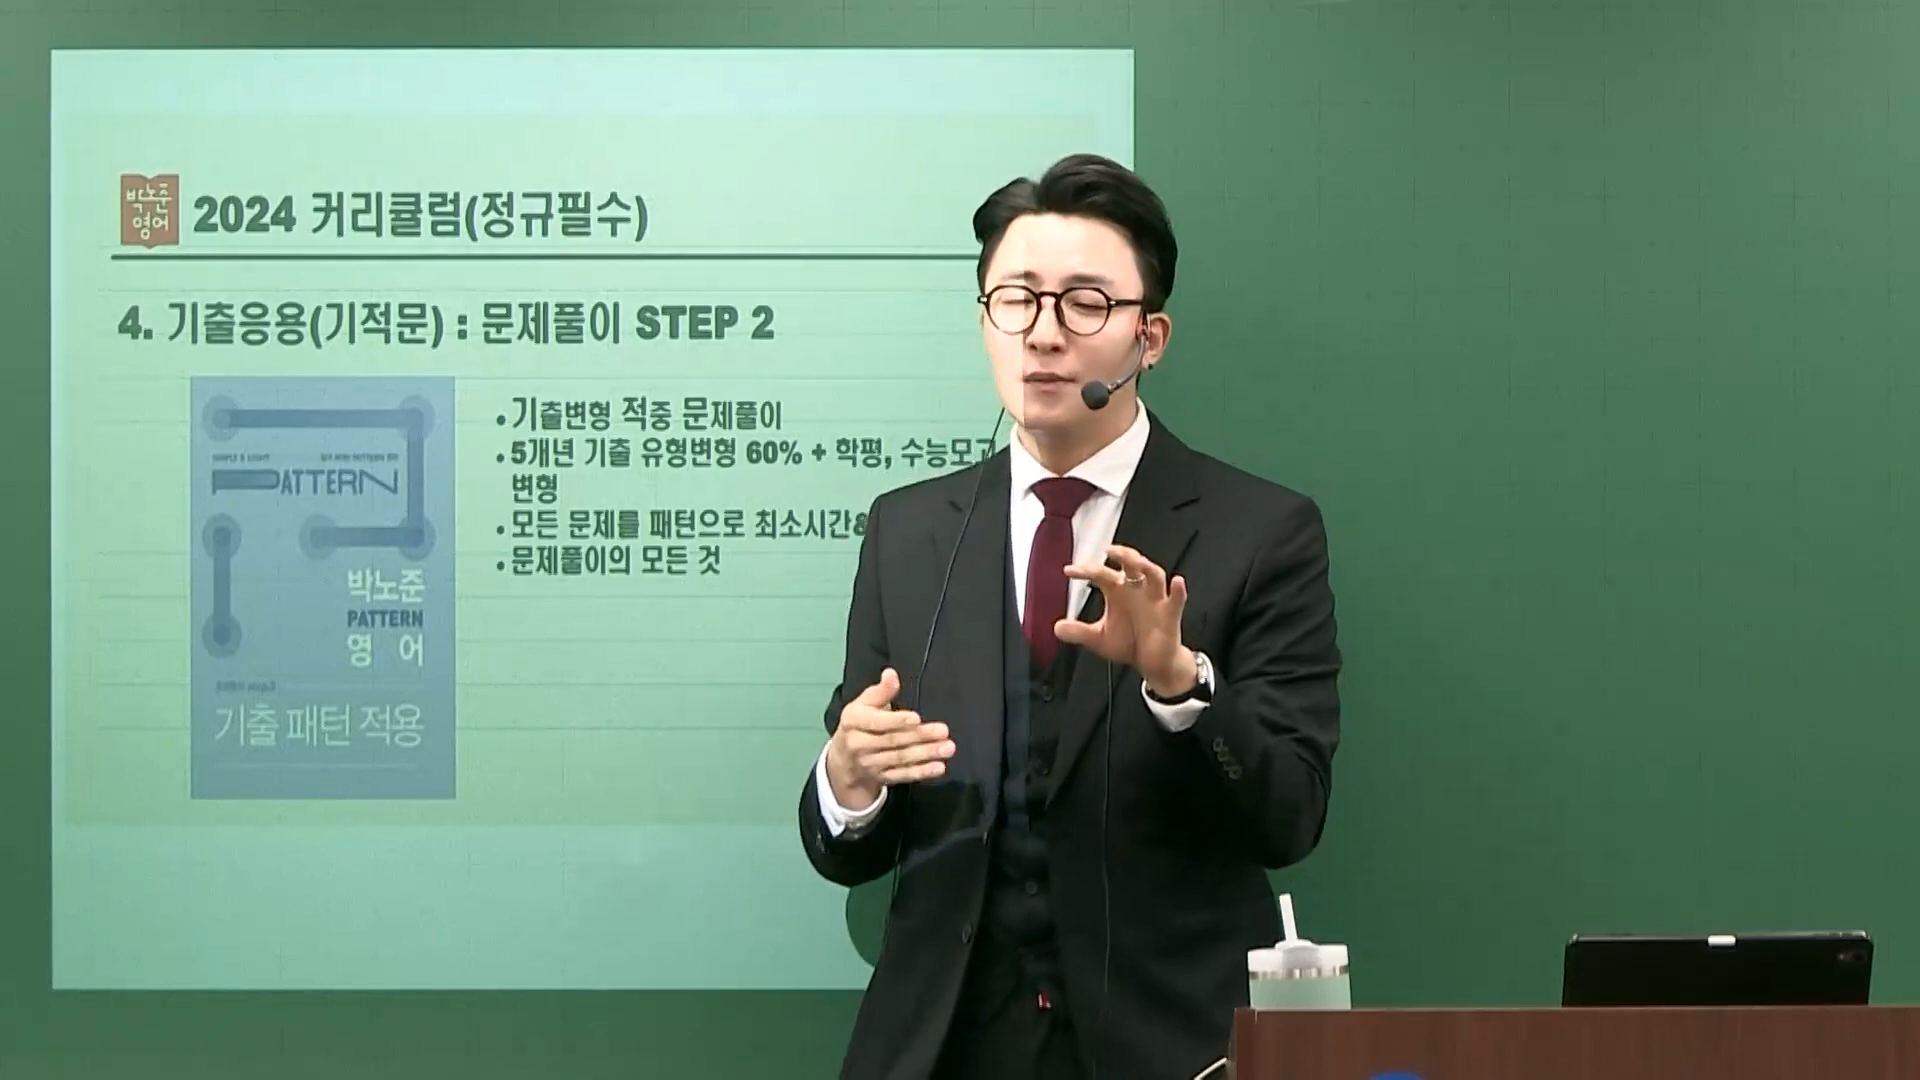 박노준
영어
2024 커리큘럼(정규필수)
4. 기출응용(기적문) : 문제풀이 STEP 2
PATTERN
박노준
PATTERN
영 어
기출 패턴 적용
• 기출변형 적중 문제풀이
• 5개년 기출 유형변형 60% + 학평, 수능모고
변형
• 모든 문제를 패턴으로 최소시간&
• 문제풀이의 모든 것